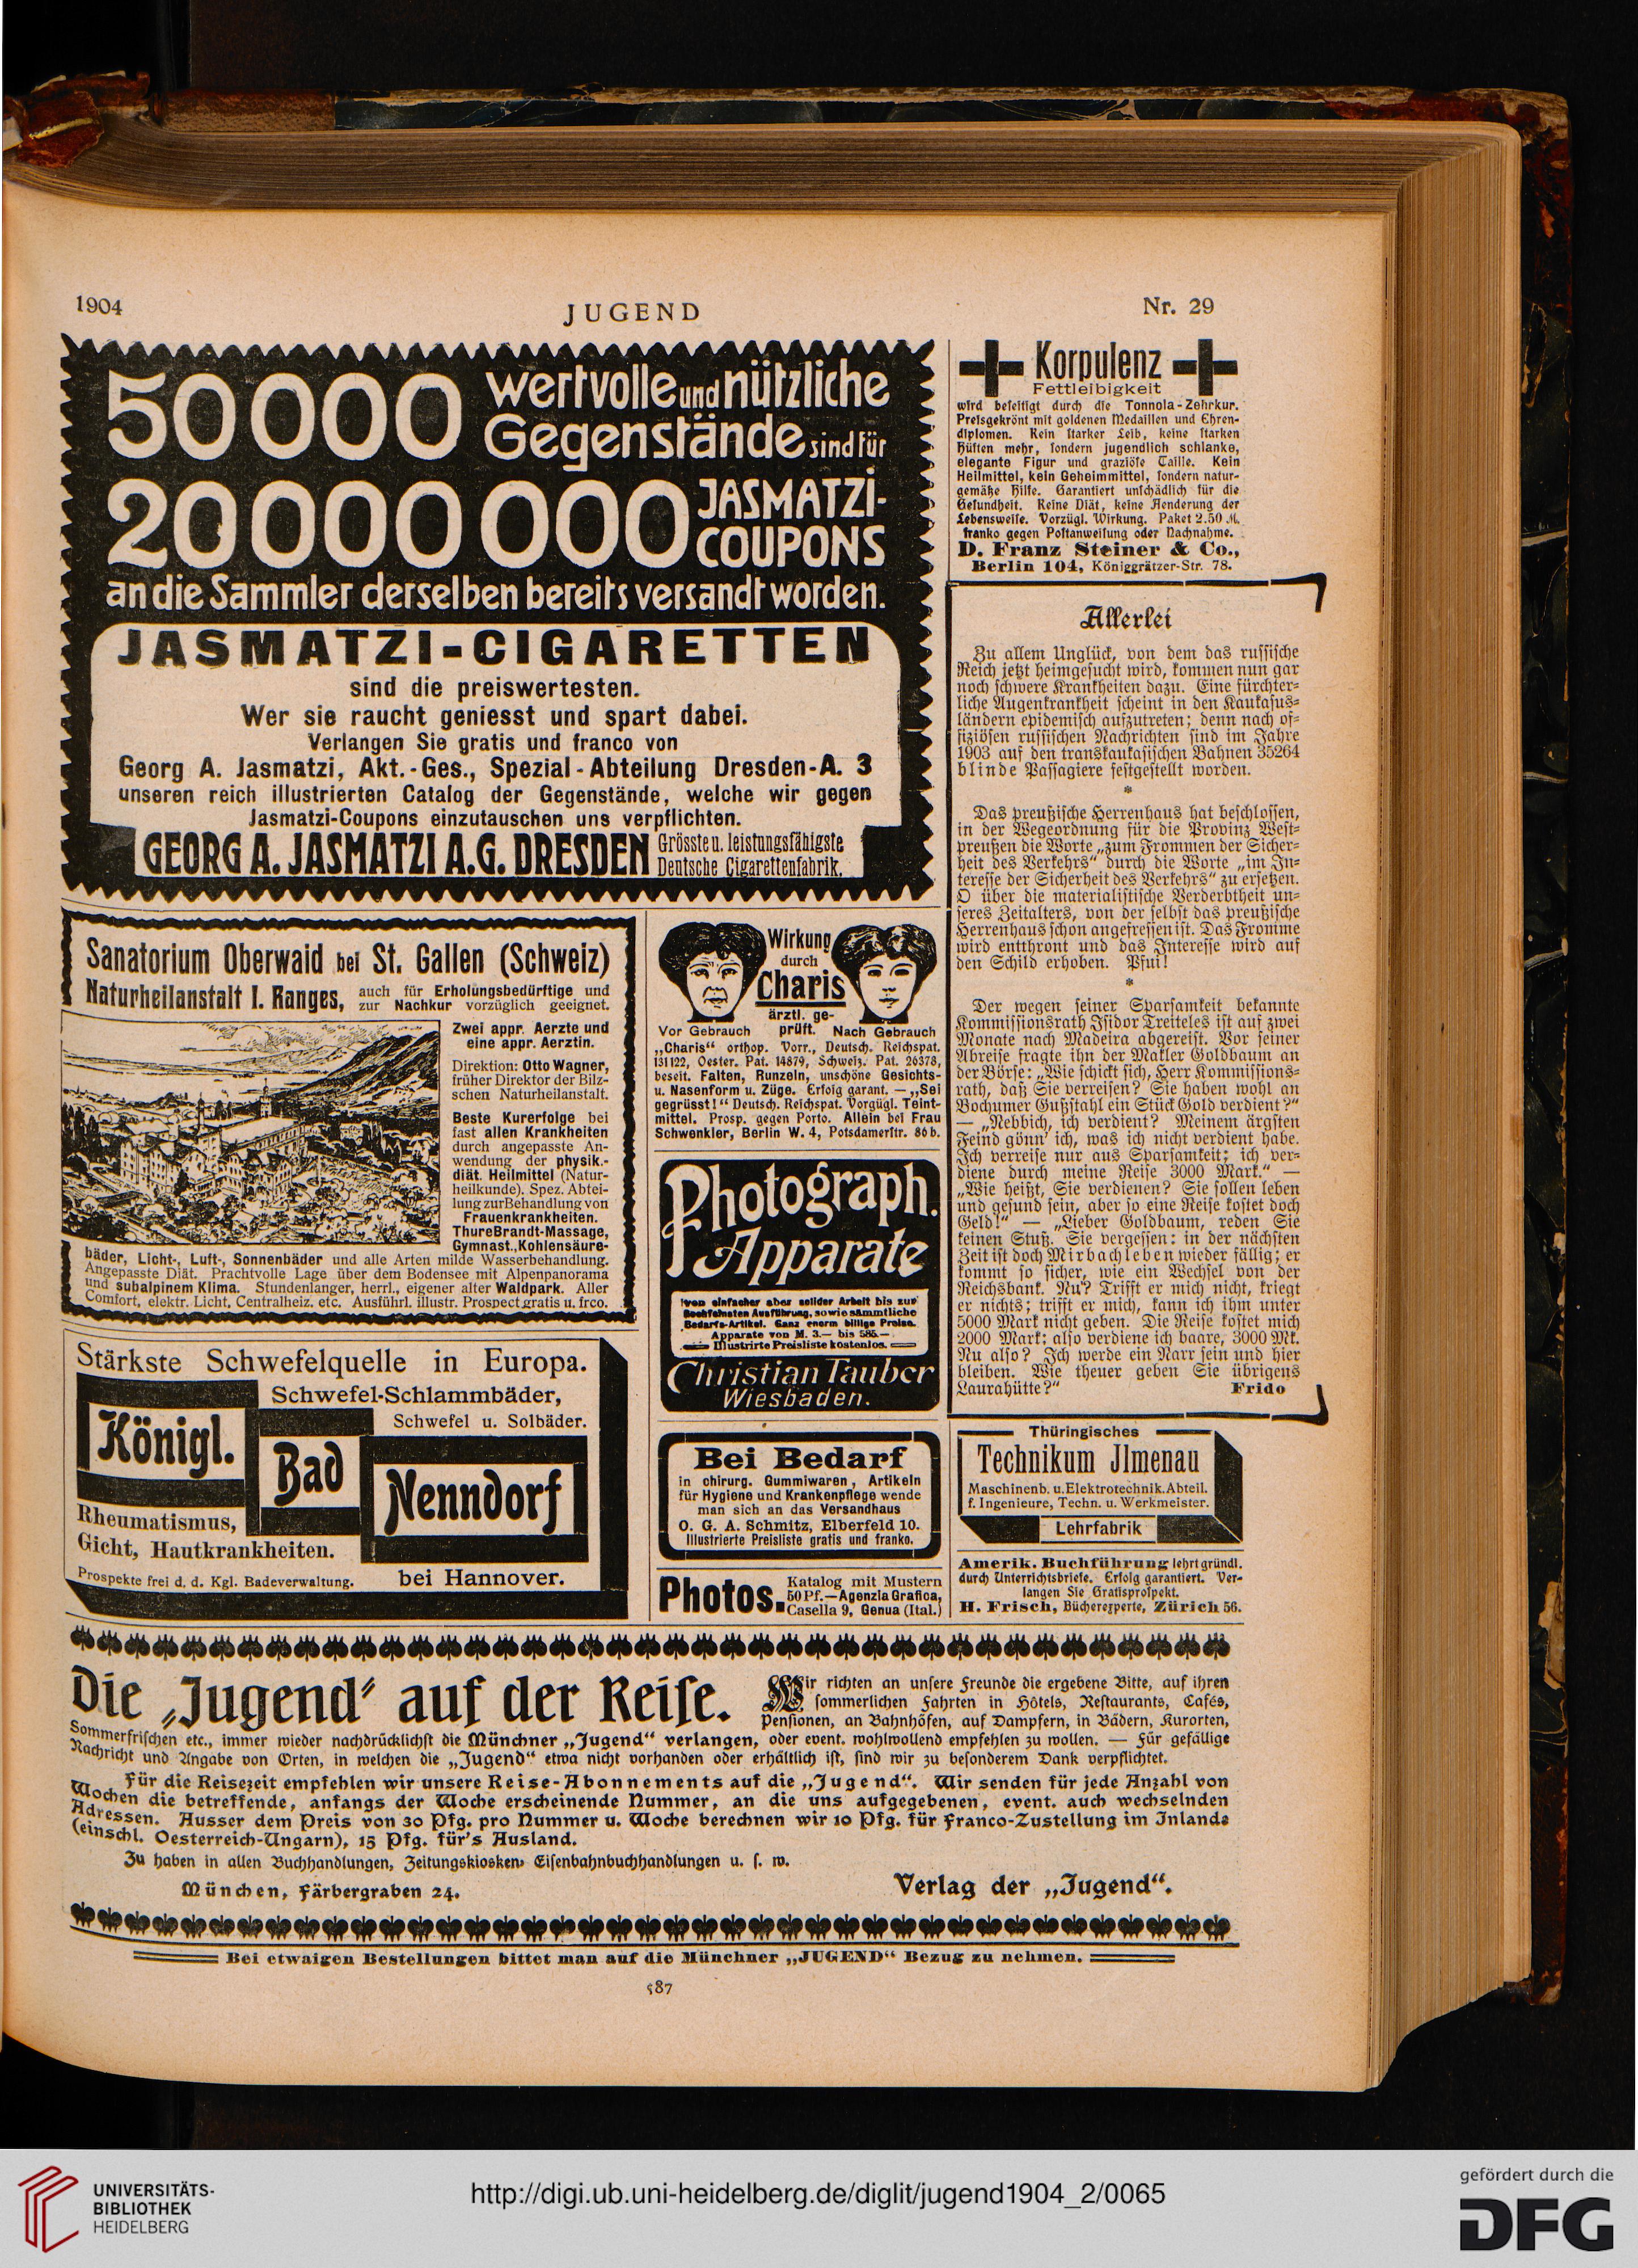 1904
JUGEND
Nr. 29
50000 wertvolle und nützliche
Gegenstände sind für
20000000 JASMATZI-
COUPONS
an die Sammler derselben bereits versandt worden.
JASMATZI-CIGARETTEN
sind die preiswertesten.
Wer sie raucht geniesst und spart dabei.
Verlangen Sie gratis und franco von
Georg A. Jasmatzi, Akt.-Ges., Spezial-Abteilung Dresden-A. 3
unseren reich illustrierten Catalog der Gegenstände, welche wir gegen
Jasmatzi-Coupons einzutauschen uns verpflichten.
GEORG A. JASMATZI A.G. DRESDEN Grösste u. leistungsfähigste
Deutsche Cigarettenfabrik.
Korpulenz
Fettleibigkeit
wird beseitigt durch die Tonnola-Zehrkur.
Preisgekrönt mit goldenen Medaillen und Ehren-
diplomen. Kein starker Leib, keine starken
Hüften mehr, sondern jugendlich schlanke,
elegante Figur und graziöse Taille. Kein
Heilmittel, kein Geheimmittel, sondern natur-
gemäße Hilfe. Garantiert unschädlich für die
Gesundheit. Keine Diät, keine Aenderung der
Lebensweise. Vorzügl. Wirkung. Paket 2.50 M.
franko gegen Postanweisung oder Nachnahme.
D. Franz Steiner & Co.,
Berlin 104, Königgrätzer-Str. 78.
Allerlei
Zu allem Unglück, von dem das russische
Reich jetzt heimgesucht wird, kommen nun gar
noch schwere Krankheiten dazu. Eine fürchter-
liche Augenkrankheit scheint in den Kaukasus-
ländern epidemisch aufzutreten; denn nach of-
fiziösen russischen Nachrichten sind im Jahre
1903 auf den transkaukasischen Bahnen 35264
blinde Passagiere festgestellt worden.
*
Das preußische Herrenhaus hat beschlossen,
in der Wegeordnung für die Provinz West-
preußen die Worte „zum Frommen der Sicher-
heit des Verkehrs“ durch die Worte „im In-
teresse der Sicherheit des Verkehrs“ zu ersetzen.
O über die materialistische Verderbtheit un-
seres Zeitalters, von der selbst das preußische
Herrenhaus schon angefressen ist. Das Fromme
wird entthront und das Interesse wird auf
den Schild erhoben. Pfui!
*
Der wegen seiner Sparsamkeit bekannte
Kommissionsrath Isidor Treiteles ist auf zwei
Monate nach Madeira abgereist. Vor seiner
Abreise fragte ihn der Makler Goldbaum an
der Börse: „Wie schickt sich, Herr Kommissions-
rath, daß Sie verreisen? Sie haben wohl an
Bochumer Gußstahl ein Stück Gold verdient?“
— „Nebbich, ich verdient? Meinem ärgsten
Feind gönn' ich, was ich nicht verdient habe.
Ich verreise nur aus Sparsamkeit; ich ver-
diene durch meine Reise 3000 Mark.“ —
„Wie heißt, Sie verdienen? Sie sollen leben
und gesund sein, aber so eine Reise kostet doch
Geld!“ — „Lieber Goldbaum, reden Sie
keinen Stuß. Sie vergessen: in der nächsten
Zeit ist doch Mirbachleben wieder fällig; er
kommt so sicher, wie ein Wechsel von der
Reichsbank. Nu? Trifft er mich nicht, kriegt
er nichts; trifft er mich, kann ich ihm unter
5000 Mark nicht geben. Die Reise kostet mich
2000 Mark; also verdiene ich baare, 3000 Mk.
Nu also? Ich werde ein Narr sein und hier
bleiben. Wie theuer geben Sie übrigens
Laurahütte?“ Frido
Sanatorium Oberwaid bei St. Gallen (Schweiz)
Naturheilanstalt I. Ranges, auch für Erholungsbedürftige und
zur Nachkur vorzüglich geeignet.
Zwei appr. Aerzte und
eine appr. Aerztin.
Direktion: Otto Wagner,
früher Direktor der Bilz-
schen Naturheilanstalt.
Beste Kurerfolge bei
fast allen Krankheiten
durch angepasste An-
wendung der physik.-
diät. Heilmittel (Natur-
heilkunde). Spez. Abtei-
lung zur Behandlung von
Frauenkrankheiten.
Thure Brandt-Massage,
Gymnast., Kohlensäure-
bäder, Licht-, Luft-, Sonnenbäder und alle Arten milde Wasserbehandlung.
Angepasste Diät. Prachtvolle Lage über dem Bodensee mit Alpenpanorama
und subalpinem Klima. Stundenlanger, herrl., eigener alter Waldpark. Aller
Comfort, elektr. Licht, Centralheiz. etc. Ausführl. illustr. Prospect gratis u. frco.
Wirkung
durch
Charis
ärztl. ge-
prüft.
Vor Gebrauch
Nach Gebrauch
„Charis“ orthop. Vorr., Deutsch. Reichspat.
131122, Oester. Pat. 14879, Schweiz. Pat. 26378,
beseit. Falten, Runzeln, unschöne Gesichts-
u. Nasenform u. Züge. Erfolg garant. — „Sei
gegrüsst!“ Deutsch. Reichspat. Vorgügl. Teint-
mittel. Prosp. gegen Porto. Allein bei Frau
Schwenkler, Berlin W. 4, Potsdamerstr. 86 b.
Photograph.
Apparate
von einfacher aber solider Arbeit bis zur
hochfeinsten Ausführung, sowie sämmtliche
Bedarfs-Artikel. Ganz enorm billige Preise.
Apparate von M. 3.— bis 585.—
Illustrirte Preisliste kostenlos.
Christian Tauber
Wiesbaden.
Stärkste Schwefelquelle in Europa.
Schwefel-Schlammbäder,
Schwefel u. Solbäder.
Königl.
Bad
Nenndorf
Rheumatismus,
Gicht, Hautkrankheiten.
Prospekte frei d. d. Kgl. Badeverwaltung.
bei Hannover.
Bei Bedarf
in chirurg. Gummiwaren, Artikeln
für Hygiene und Krankenpflege wende
man sich an das Versandhaus
O. G. A. Schmitz, Elberfeld 10.
Illustrierte Preisliste gratis und franko.
Photos. Katalog mit Mustern
50 Pf.—Agenzia Grafica,
Casella 9, Genua (Ital.)
Thüringisches
Technikum Jlmenau
Maschinenb. u. Elektrotechnik. Abteil.
f. Ingenieure, Techn. u. Werkmeister.
Lehrfabrik
Amerik. Buchführung lehrt gründl.
durch Unterrichtsbriefe. Erfolg garantiert. Ver-
langen Sie Gratisprospekt.
H. Frisch, Bücherexperte, Zürich 56.
Die „Jugend“ auf der Reise.
Wir richten an unsere Freunde die ergebene Bitte, auf ihren
sommerlichen Fahrten in Hôtels, Restaurants, Cafés,
Pensionen, an Bahnhöfen, auf Dampfern, in Bädern, Kurorten,
Sommerfrischen etc., immer wieder nachdrücklichst die Münchner „Jugend“ verlangen, oder event. wohlwollend empfehlen zu wollen. — Für gefällige
Nachricht und Angabe von Orten, in welchen die „Jugend“ etwa nicht vorhanden oder erhältlich ist, sind wir zu besonderem Dank verpflichtet.
Für die Reisezeit empfehlen wir unsere Reise-Abonnements auf die „Jugend“. Wir senden für jede Anzahl von
Wochen die betreffende, anfangs der Woche erscheinende Nummer, an die uns aufgegebenen, event. auch wechselnden
Adressen. Ausser dem Preis von 30 Pfg. pro Nummer u. Woche berechnen wir 10 Pfg. für Franco-Zustellung im Inlande
(einschl. Oesterreich-Ungarn), 15 Pfg. für's Ausland.
Zu haben in allen Buchhandlungen, Zeitungskiosken, Eisenbahnbuchhandlungen u. s. w.
München, Färbergraben 24.
Verlag der „Jugend“.
Bei etwaigen Bestellungen bittet man auf die Münchner „JUGEND“ Bezug zu nehmen.
587
UNIVERSITÄTS-
BIBLIOTHEK
HEIDELBERG
http://digi.ub.uni-heidelberg.de/diglit/jugend1904_2/0065
gefördert durch die
DFG